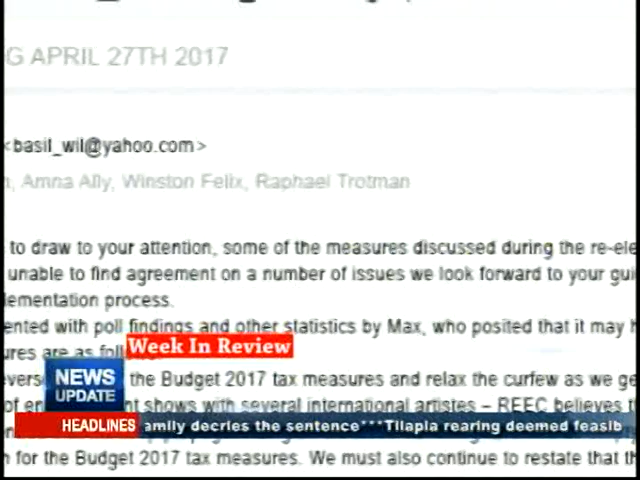 G APRIL 27TH 2017
<basil_wil@yahoo.com>
, Amna Ally, Winston Felix, Raphael Trotman
to draw to your attention, some of the measures discussed during the re-ele
unable to find agreement on a number of issues we look forward to your gui
lementation process.
ented with poll findings and other statistics by Max, who posited that it may
ures are as foll
Week In Review
vers
the Budget 2017 tax measures and relax the curfew as we ge
NEWS
UPDATE
of en
nt shows with several international artistes – REEC believes t
HEADLINES
amily decries the sentence***Tilapia rearing deemed feasib
for the Budget 2017 tax measures. We must also continue to restate that th